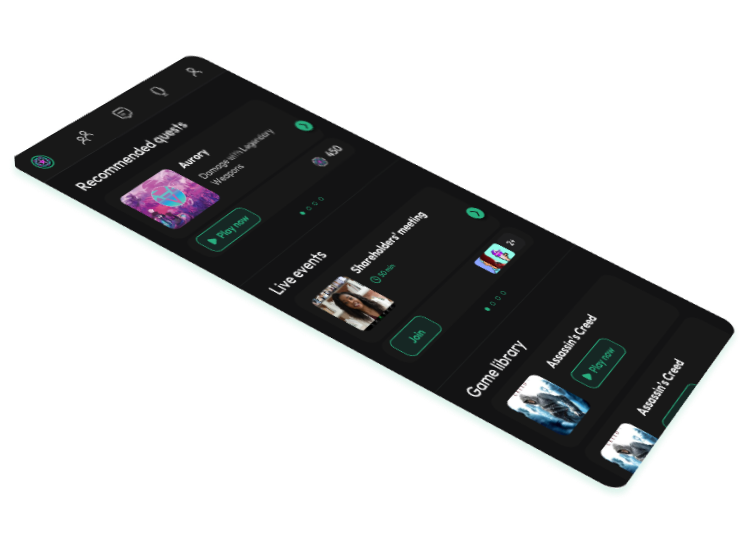 Recommended quests
Aurory
Damage with Legendary
Weapons
450
Play now
Live events
Shareholders' meeting
30 min
2+
Join
Game library
Assassin's Creed
Play now
Assassin's Creed